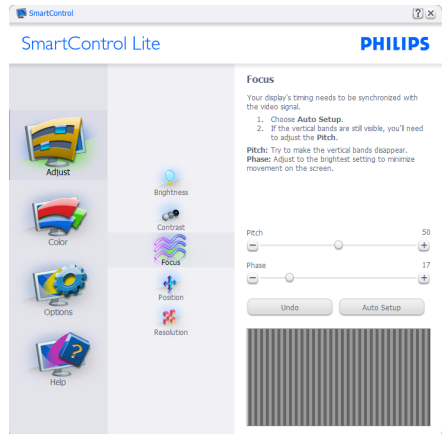 SmartControl
SmartControl Lite
PHILIPS
Adjust
Color
Options
Help
Brightness
Contrast
Focus
Position
Resolution
Focus
Your display's timing needs to be synchronized with
the video signal.
1. Choose Auto Setup.
2. If the vertical bands are still visible, you'll need
to adjust the Pitch.
Pitch: Try to make the vertical bands disappear.
Phase: Adjust to the brightest setting to minimize
movement on the screen.
Pitch 50
Phase 17
Undo Auto Setup